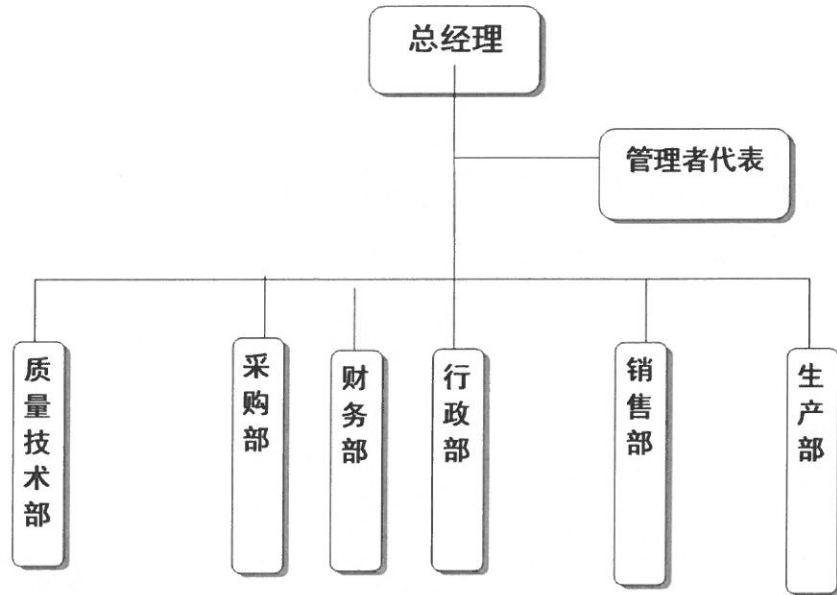 总经理
管理者代表
质量技术部
采购部
财务部
行政部
销售部
生产部